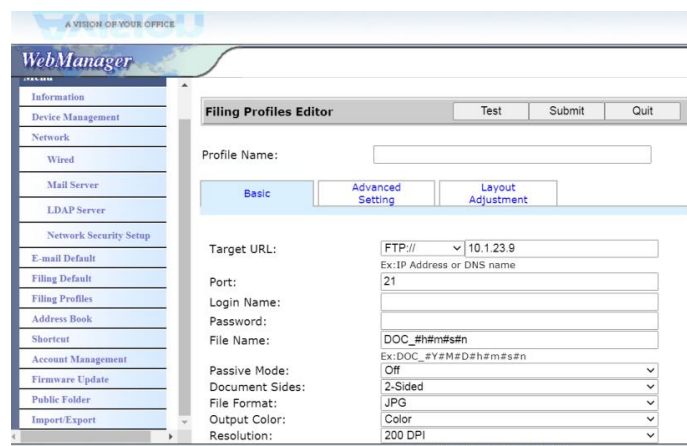 A VISION OF YOUR OFFICE
WebManager
Menu
Information
Device Management
Network
Wired
Mail Server
LDAP Server
Network Security Setup
E-mail Default
Filing Default
Filing Profiles
Address Book
Shortcut
Account Management
Firmware Update
Public Folder
Import/Export
Filing Profiles Editor Test Submit Quit
Profile Name:
Basic Advanced Setting Layout Adjustment
Target URL: FTP:// 10.1.23.9
Ex:IP Address or DNS name
Port: 21
Login Name:
Password:
File Name: DOC_#h#m#s#n
Ex:DOC_#Y#M#D#h#m#s#n
Passive Mode: Off
Document Sides: 2-Sided
File Format: JPG
Output Color: Color
Resolution: 200 DPI